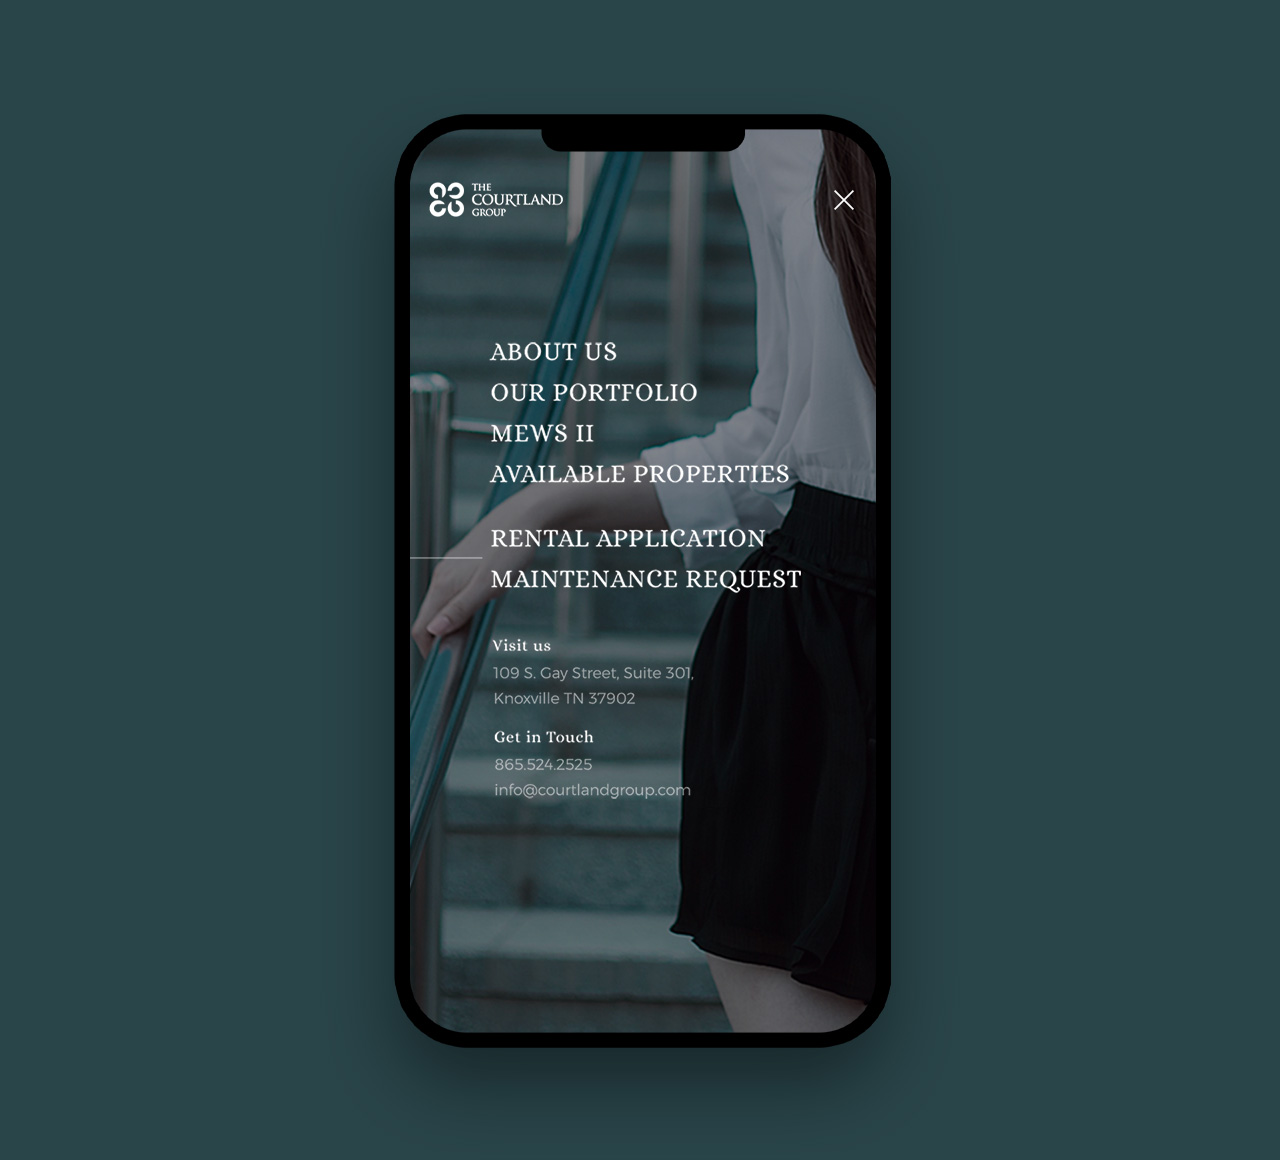 THE
COURTLAND
GROUP
ABOUT US
OUR PORTFOLIO
MEWS II
AVAILABLE PROPERTIES
RENTAL APPLICATION
MAINTENANCE REQUEST
Visit us
109 S. Gay Street, Suite 301,
Knoxville TN 37902
Get in Touch
865.524.2525
info@courtlandgroup.com